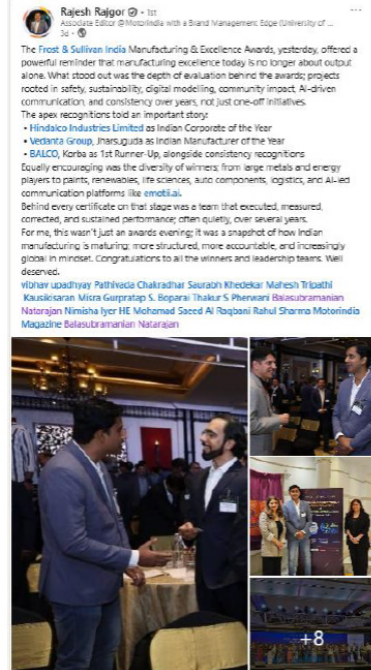 Rajesh Rajgor • 1st
Associate Editor @MotorIndia with a Brand Management Edge (University of ...
3d •
The Frost & Sullivan India Manufacturing & Excellence Awards, yesterday, offered a
powerful reminder that manufacturing excellence today is no longer about output
alone. What stood out was the depth of evaluation behind the awards; projects
rooted in safety, sustainability, digital modelling, community impact, AI-driven
communication, and consistency over years, not just one-off initiatives.
The apex recognitions told an important story:
• Hindalco Industries Limited as Indian Corporate of the Year
• Vedanta Group, Jharsuguda as Indian Manufacturer of the Year
• BALCO, Korba as 1st Runner-Up, alongside consistency recognitions
Equally encouraging was the diversity of winners; from large metals and energy
players to paints, renewables, life sciences, auto components, logistics, and AI-led
communication platforms like emotii.ai.
Behind every certificate on that stage was a team that executed, measured,
corrected, and sustained performance; often quietly, over several years.
For me, this wasn't just an awards evening; it was a snapshot of how Indian
manufacturing is maturing: more structured, more accountable, and increasingly
global in mindset. Congratulations to all the winners and leadership teams. Well
deserved.
vibhav upadhyay Pathivada Chakradhar Saurabh Khedekar Mahesh Tripathi
Kausikisaran Misra Gurpratap S. Boparai Thakur S Pherwani Balasubramanian
Natarajan Nimisha Iyer HE Mohamad Saeed Al Raqbani Rahul Sharma Motorindia
Magazine Balasubramanian Natarajan
+8